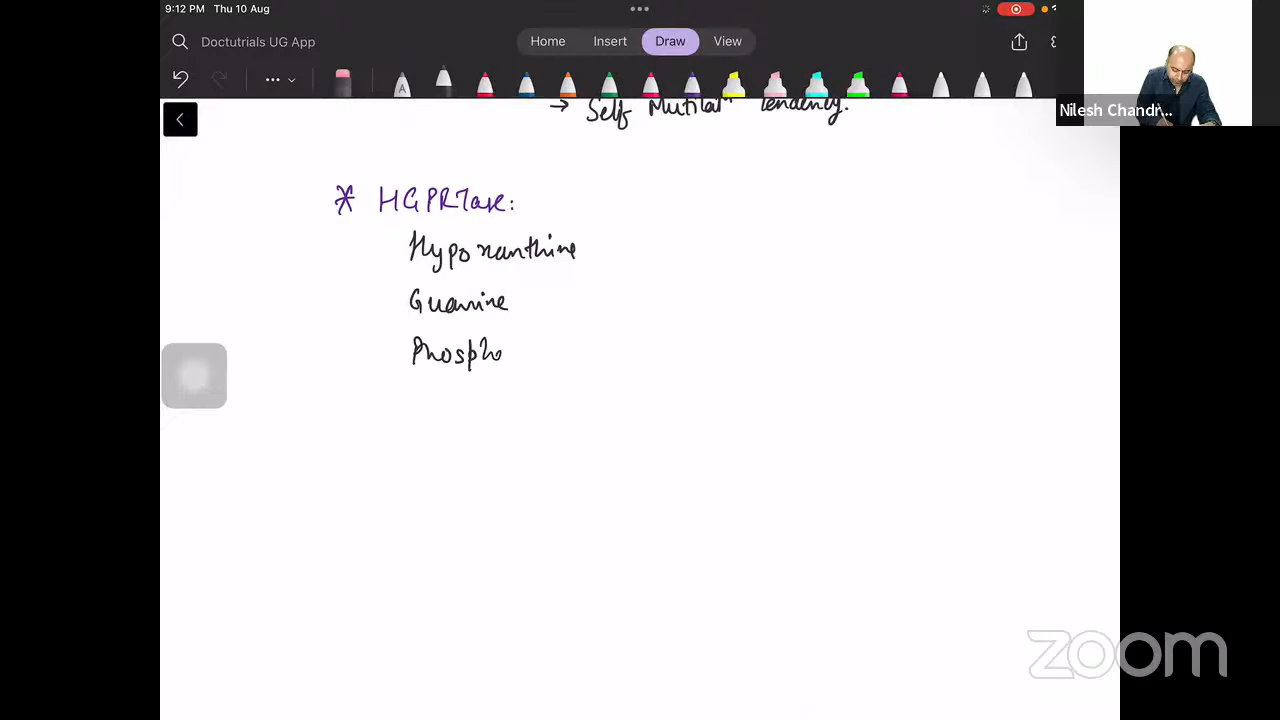 9:12 PM Thu 10 Aug
Doctutrials UG App
Home Insert Draw View
A
Nilesh Chandr...
→ Self Mutilatn Tendency.
* HGPRTase:
Hypoxanthine
Guanine
Phospho
zoom